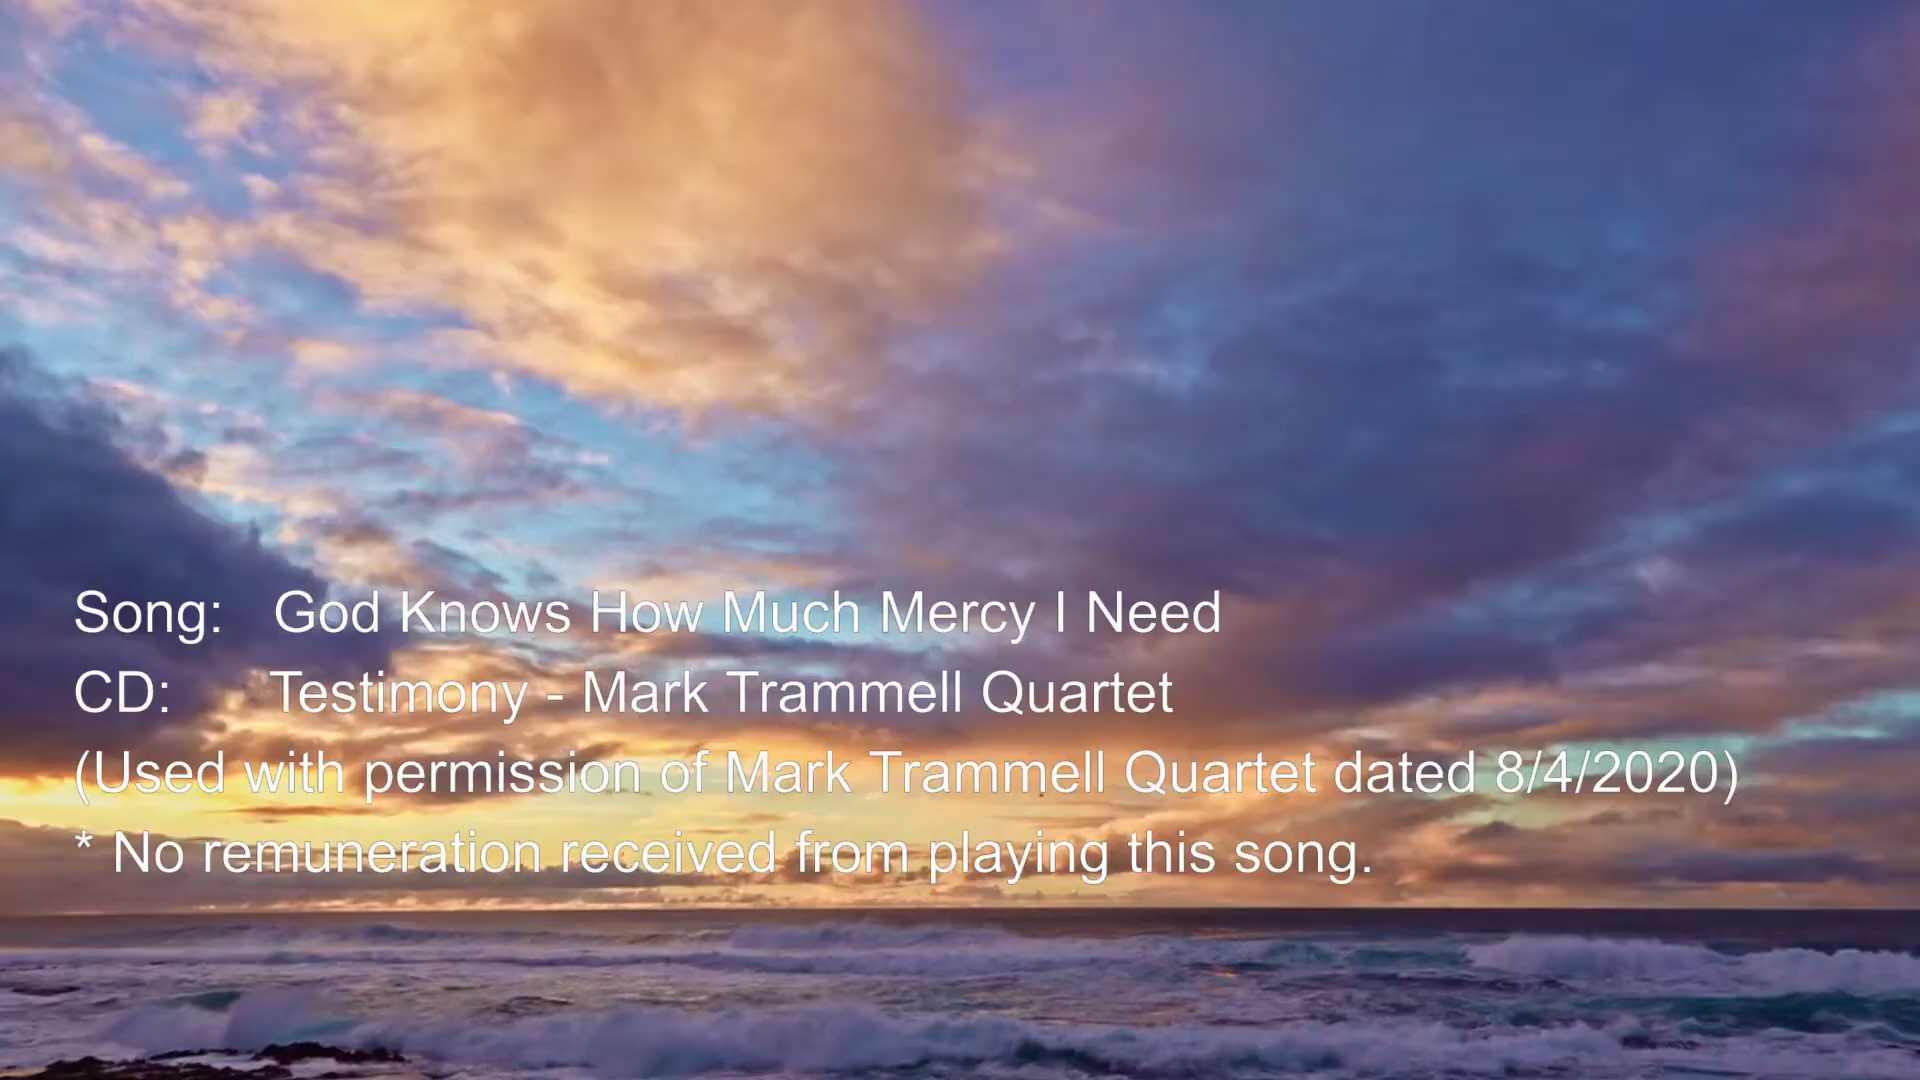 Song: God Knows How Much Mercy I Need
CD: Testimony - Mark Trammell Quartet
(Used with permission of Mark Trammell Quartet dated 8/4/2020)
* No remuneration received from playing this song.